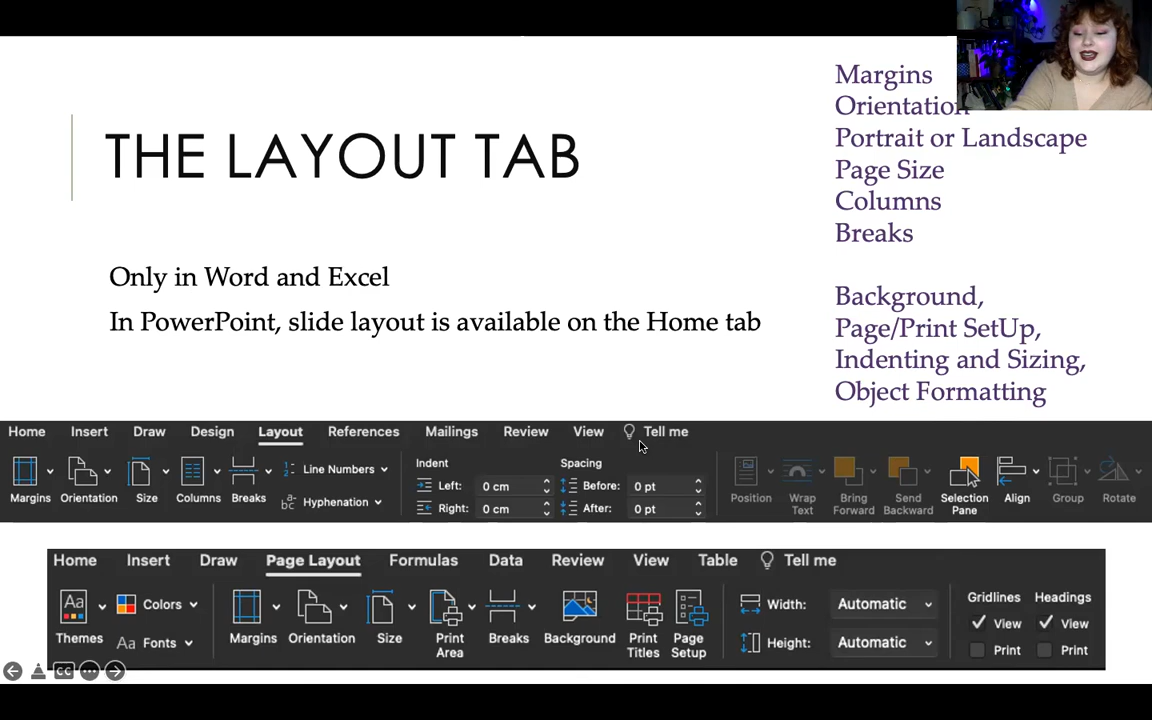 THE LAYOUT TAB
Only in Word and Excel
In PowerPoint, slide layout is available on the Home tab
Margins
Orientation
Portrait or Landscape
Page Size
Columns
Breaks
Background,
Page/Print SetUp,
Indenting and Sizing,
Object Formatting
Home Insert Draw Design Layout References Mailings Review View Tell me
Margins Orientation Size Columns Breaks
Line Numbers
Hyphenation
Indent
Left: 0 cm
Right: 0 cm
Spacing
Before: 0 pt
After: 0 pt
Position
Wrap
Text
Bring
Forward
Send
Backward
Selection
Pane
Align
Group
Rotate
Home Insert Draw Page Layout Formulas Data Review View Table Tell me
Aa
Themes
Colors
Aa Fonts
Margins
Orientation
Size
Print
Area
Breaks
Background
Print
Titles
Page
Setup
Width: Automatic
Height: Automatic
Gridlines
View
Print
Headings
View
Print
CC